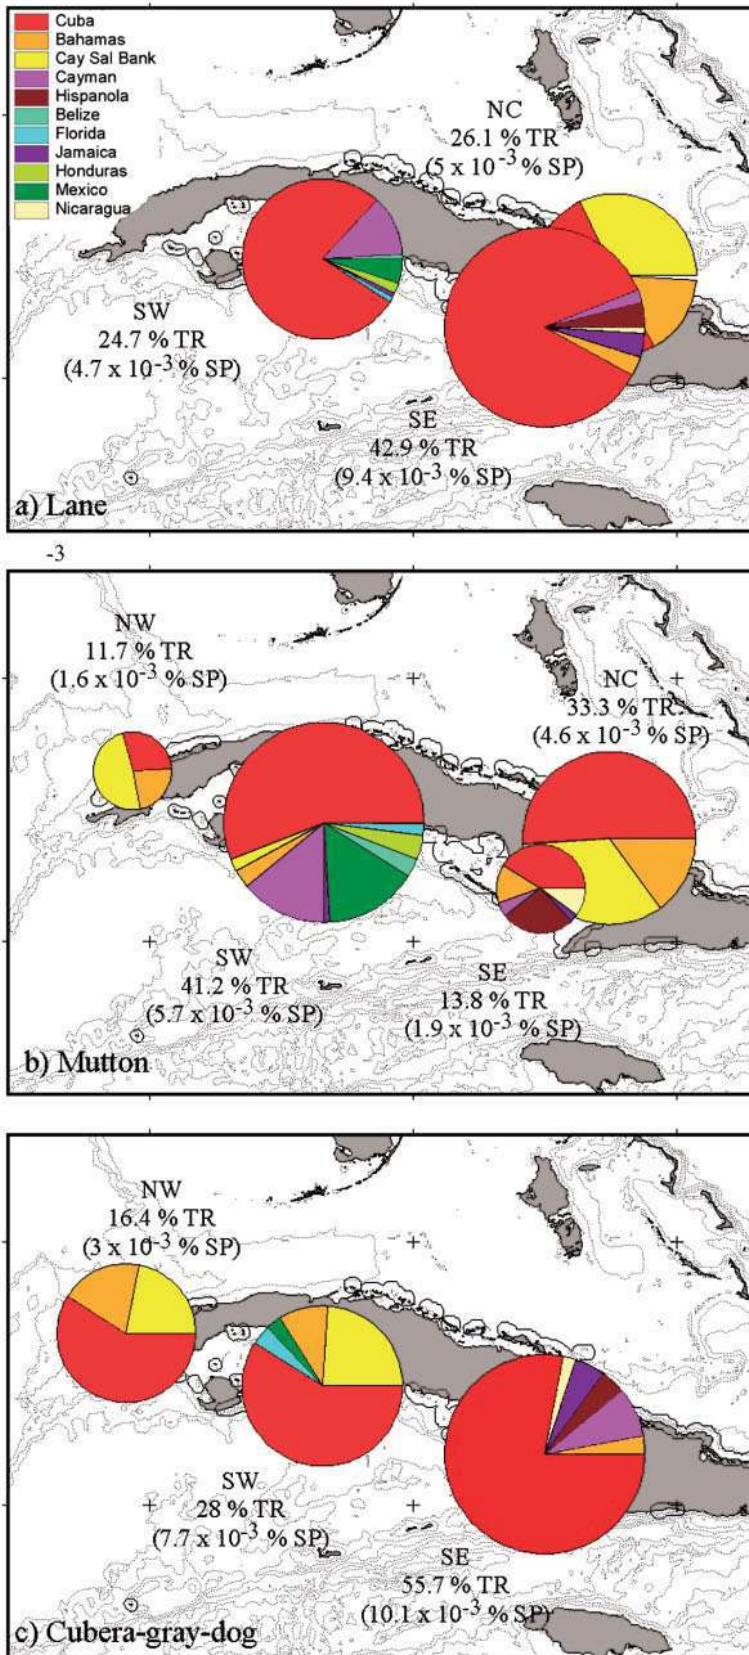 Cuba
Bahamas
Cay Sal Bank
Cayman
Hispanola
Belize
Florida
Jamaica
Honduras
Mexico
Nicaragua
NC
26.1 % TR
(5 x 10-3 % SP)
SW
24.7 % TR
(4.7 x 10-3 % SP)
SE
42.9 % TR
(9.4 x 10-3 % SP)
a) Lane
-3
NW
11.7 % TR
(1.6 x 10-3 % SP)
NC
33.3 % TR
(4.6 x 10-3 % SP)
SW
41.2 % TR
(5.7 x 10-3 % SP)
SE
13.8 % TR
(1.9 x 10-3 % SP)
b) Mutton
NW
16.4 % TR
(3 x 10-3 % SP)
SW
28 % TR
(7.7 x 10-3 % SP)
SE
55.7 % TR
(10.1 x 10-3 % SP)
c) Cubera-gray-dog